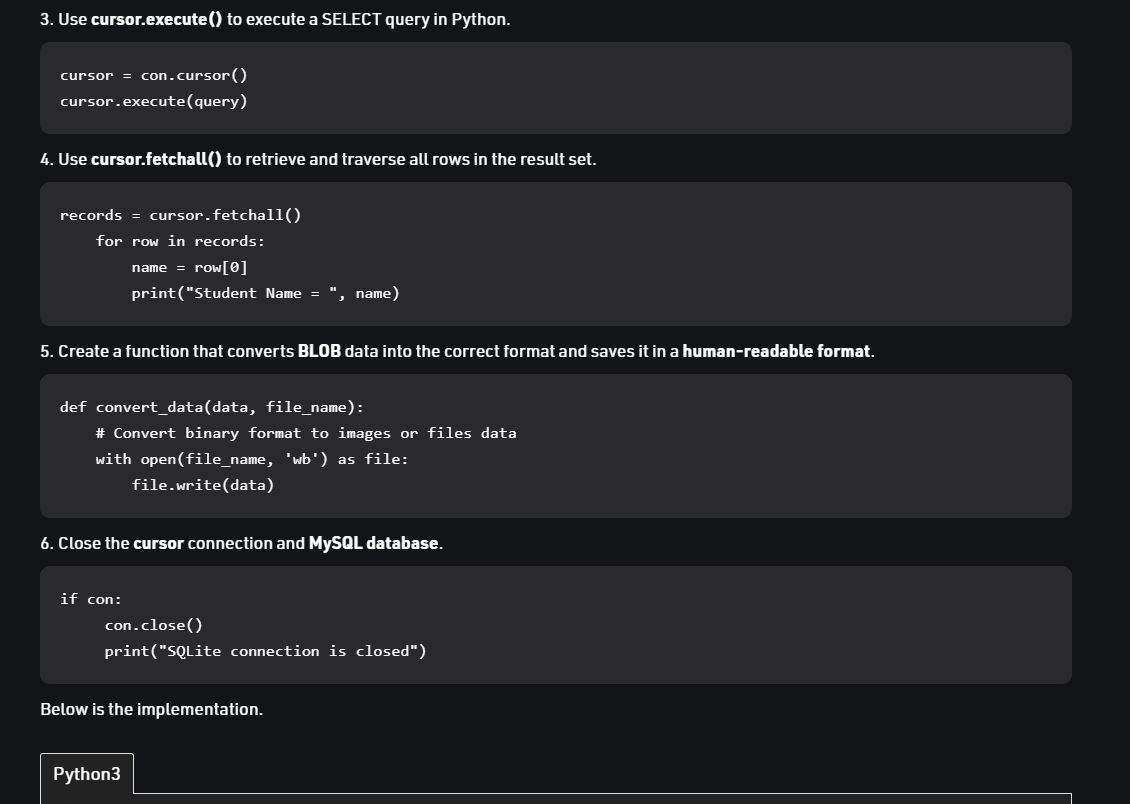 3. Use cursor.execute() to execute a SELECT query in Python.
cursor = con.cursor()
cursor.execute(query)
4. Use cursor.fetchall() to retrieve and traverse all rows in the result set.
records = cursor.fetchall()
    for row in records:
        name = row[0]
        print("Student Name = ", name)
5. Create a function that converts BLOB data into the correct format and saves it in a human-readable format.
def convert_data(data, file_name):
    # Convert binary format to images or files data
    with open(file_name, 'wb') as file:
        file.write(data)
6. Close the cursor connection and MySQL database.
if con:
     con.close()
     print("SQLite connection is closed")
Below is the implementation.
Python3